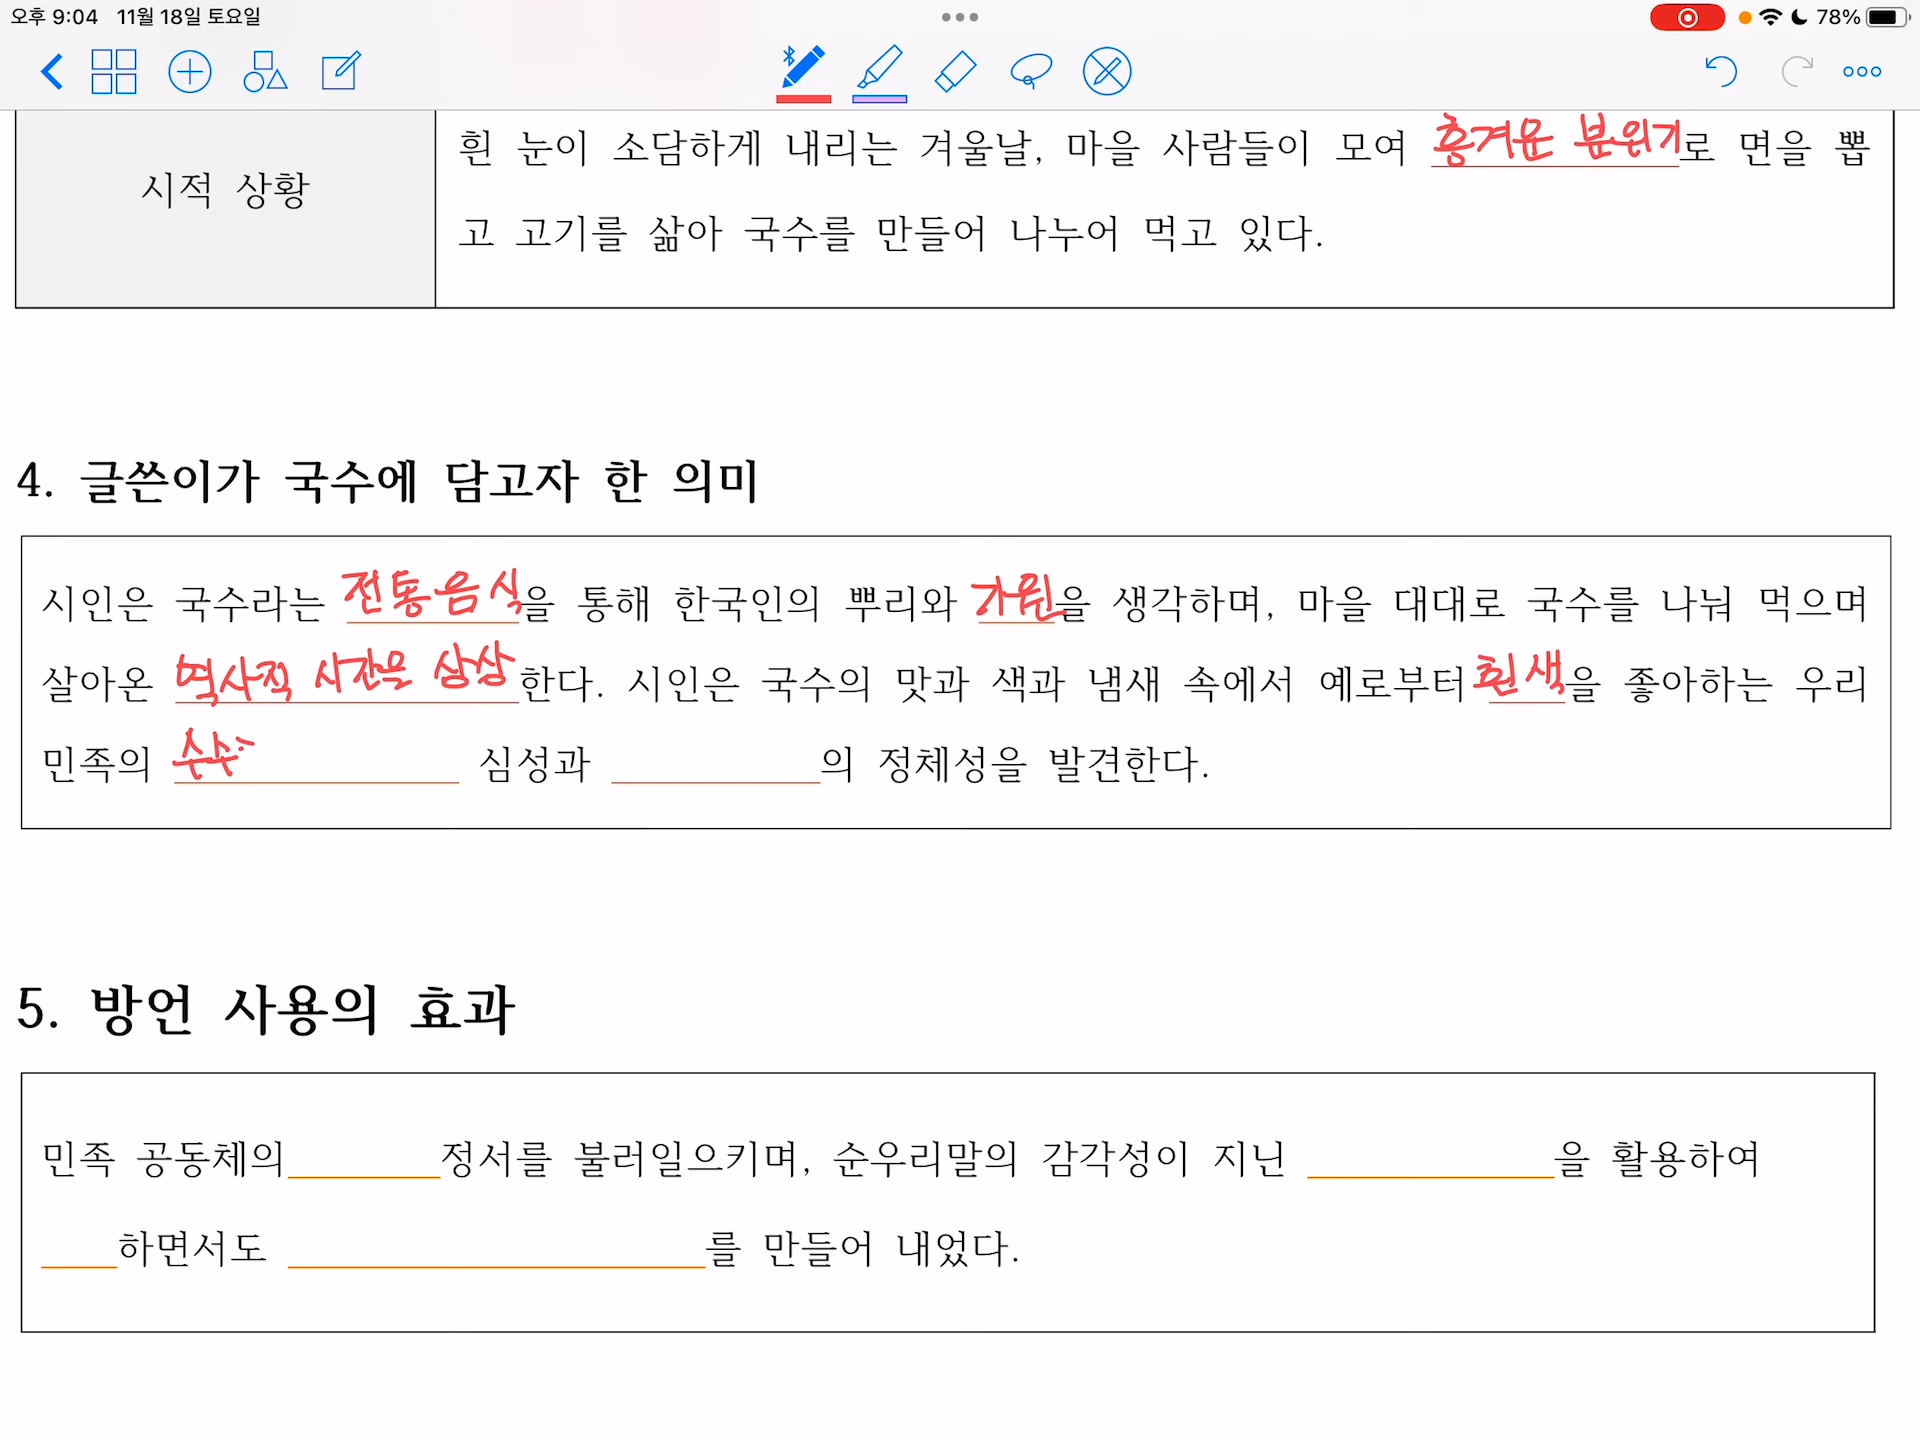 오후 9:04 11월 18일 토요일 78%
시적 상황
흰 눈이 소담하게 내리는 겨울날, 마을 사람들이 모여 흥겨운 분위기로 면을 뽑
고 고기를 삶아 국수를 만들어 나누어 먹고 있다.
4. 글쓴이가 국수에 담고자 한 의미
시인은 국수라는 전통음식을 통해 한국인의 뿌리와 기원을 생각하며, 마을 대대로 국수를 나눠 먹으며
살아온 역사적 시간을 상상한다. 시인은 국수의 맛과 색과 냄새 속에서 예로부터 흰색을 좋아하는 우리
민족의 순수 심성과 의 정체성을 발견한다.
5. 방언 사용의 효과
민족 공동체의 정서를 불러일으키며, 순우리말의 감각성이 지닌 을 활용하여
하면서도 를 만들어 내었다.